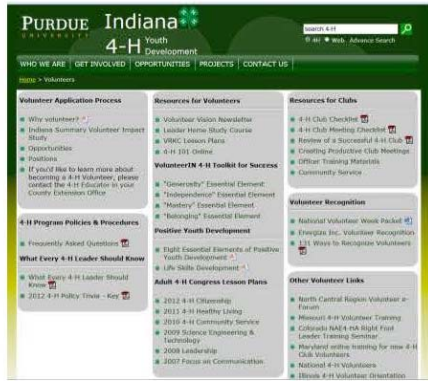 PURDUE
UNIVERSITY
Indiana
4-H Youth
Development
search 4-H
4H Web Advance Search
WHO WE ARE GET INVOLVED OPPORTUNITIES PROJECTS CONTACT US
Home > Volunteers
Volunteer Application Process
Why volunteer?
Indiana Summary Volunteer Impact
Study
Opportunities
Positions
If you'd like to learn more about
becoming a 4-H Volunteer, please
contact the 4-H Educator in your
County Extension Office
4-H Program Policies & Procedures
Frequently Asked Questions
What Every 4-H Leader Should Know
What Every 4-H Leader Should
Know
2012 4-H Policy Trivia - Key
Resources for Volunteers
Volunteer Vision Newsletter
Leader Home Study Course
VRKC Lesson Plans
4-H 101 Online
VolunteerIN 4-H Toolkit for Success
"Generosity" Essential Element
"Independence" Essential Element
"Mastery" Essential Element
"Belonging" Essential Element
Positive Youth Development
Eight Essential Elements of Positive
Youth Development
Life Skills Development
Adult 4-H Congress Lesson Plans
2012 4-H Citizenship
2011 4-H Healthy Living
2010 4-H Community Service
2009 Science Engineering &
Technology
2008 Leadership
2007 Focus on Communication
Resources for Clubs
4-H Club Checklist
4-H Club Meeting Checklist
Review of a Successful 4-H Club
Creating Productive Club Meetings
Officer Training Materials
Community Service
Volunteer Recognition
National Volunteer Week Packet
Energize Inc. Volunteer Recognition
131 Ways to Recognize Volunteers
Other Volunteer Links
North Central Region Volunteer e-
Forum
Missouri 4-H Volunteer Training
Colorado NAE4-HA Right Foot
Leader Training Seminar
Maryland online training for new 4-H
Club Volunteers
National 4-H Volunteers
Illinois 4-H Volunteer Orientation